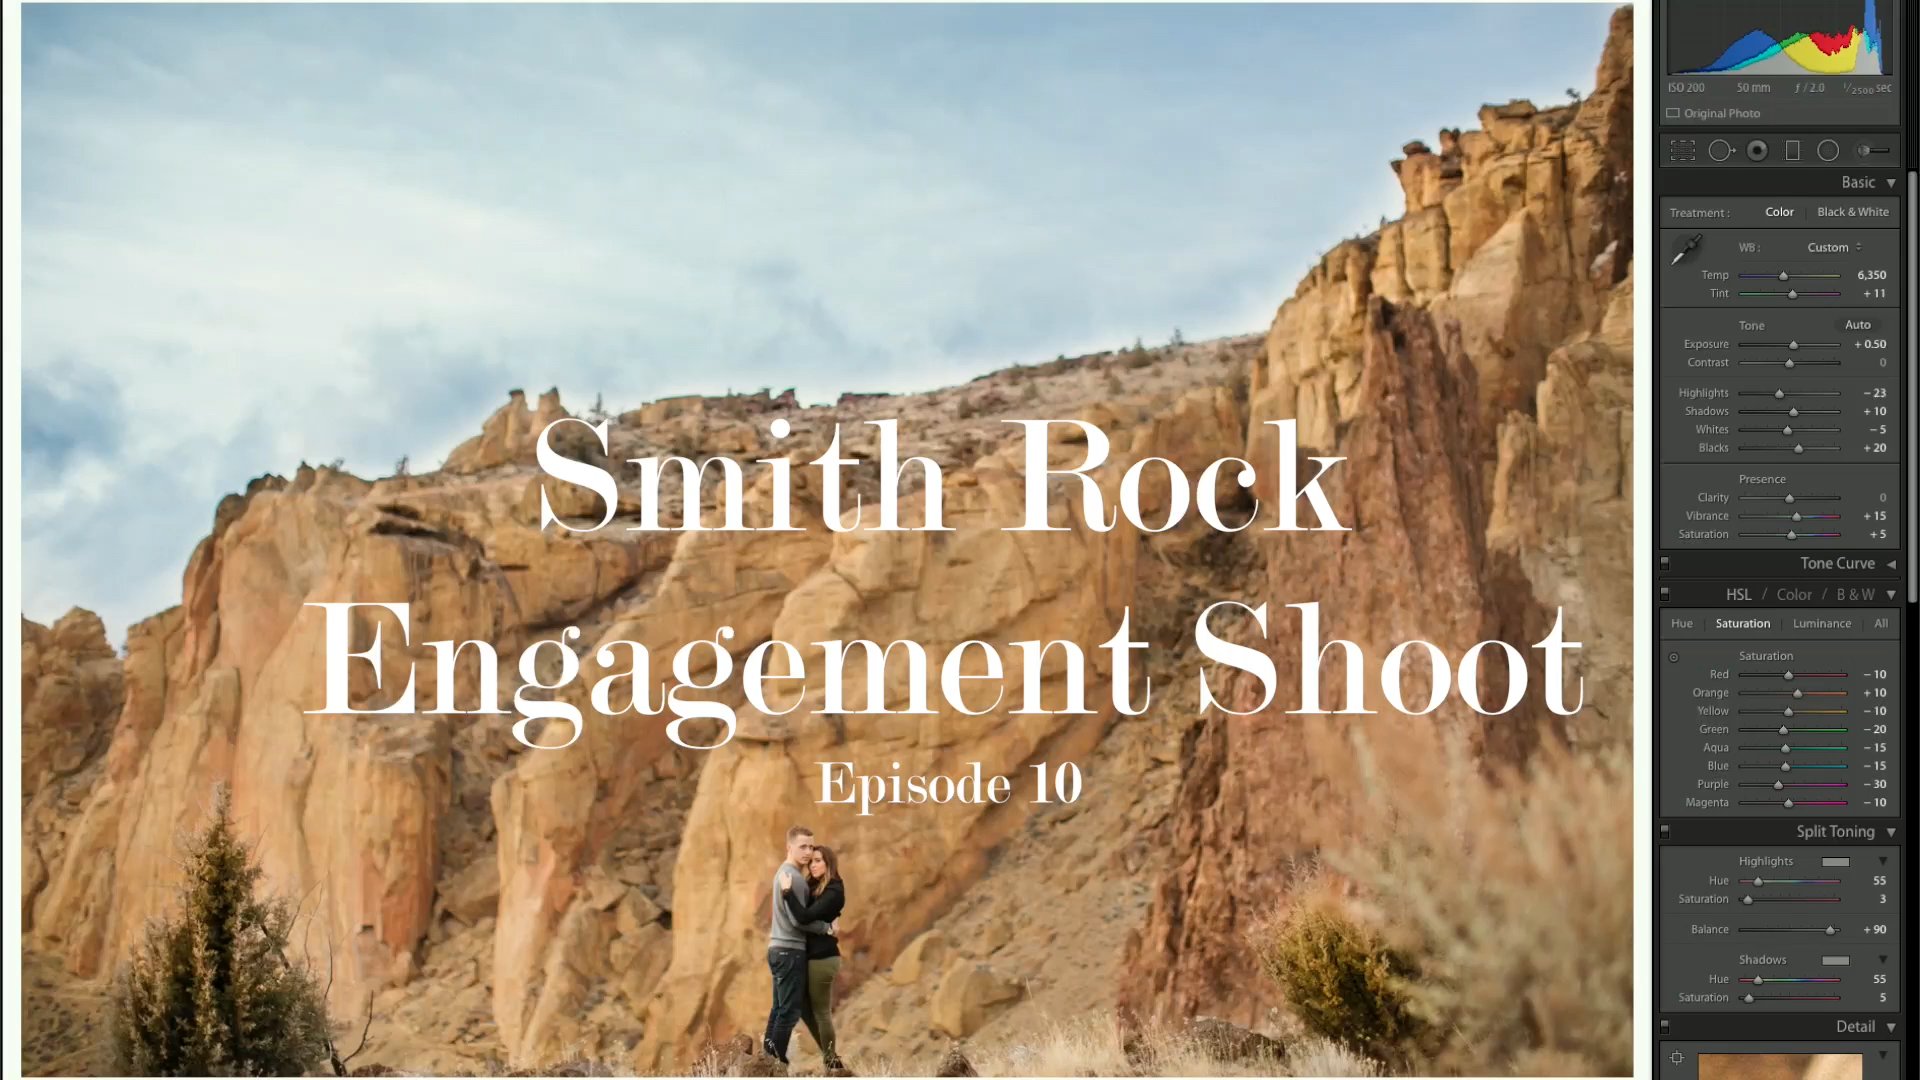 Smith Rock
Engagement Shoot
Episode 10
ISO 200 50 mm ƒ / 2.0 1/2500 sec
Original Photo
Basic
Treatment : Color Black & White
WB : Custom
Temp 6,350
Tint + 11
Tone Auto
Exposure + 0.50
Contrast 0
Highlights − 23
Shadows + 10
Whites − 5
Blacks + 20
Presence
Clarity 0
Vibrance + 15
Saturation + 5
Tone Curve
HSL / Color / B & W
Hue Saturation Luminance All
Saturation
Red − 10
Orange + 10
Yellow − 10
Green − 20
Aqua − 15
Blue − 15
Purple − 30
Magenta − 10
Split Toning
Highlights
Hue 55
Saturation 3
Balance + 90
Shadows
Hue 55
Saturation 5
Detail